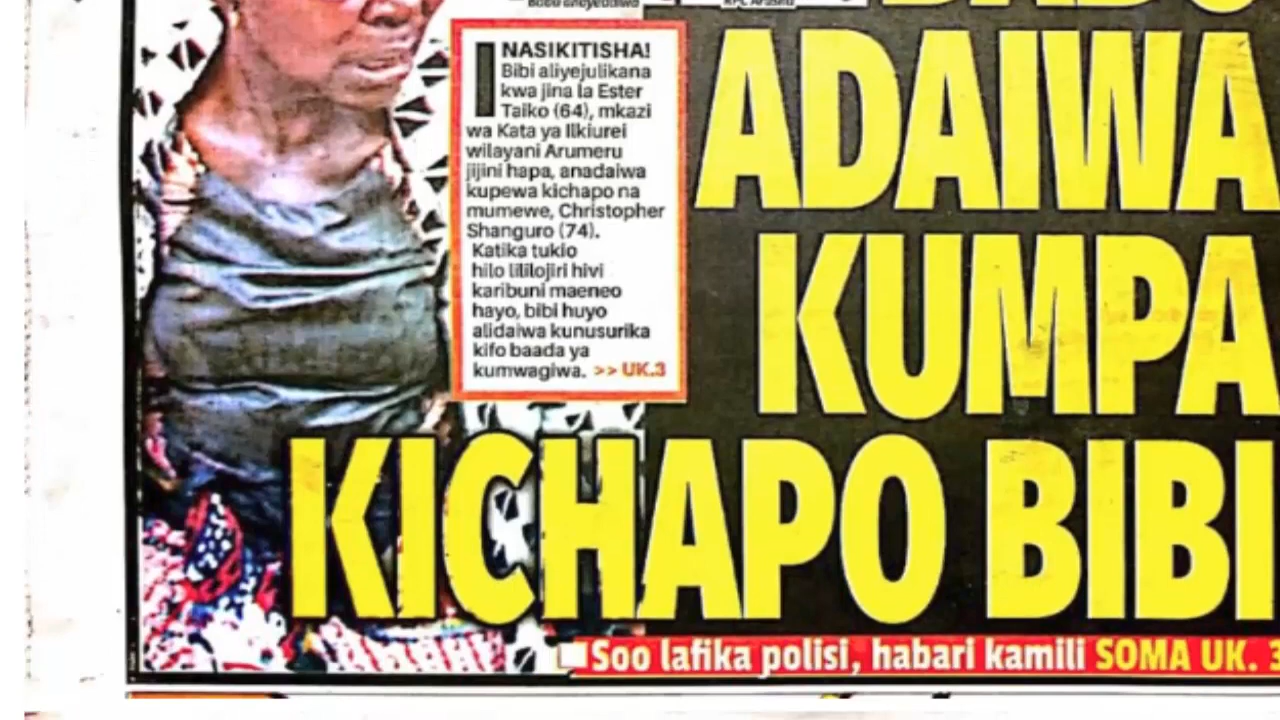 INASIKITISHA!
Bibi aliyejulikana
kwa jina la Ester
Taiko (64), mkazi
wa Kata ya Ilkiurei
wilayani Arumeru
jijini hapa, anadaiwa
kupewa kichapo na
mumewe, Christopher
Shanguro (74).
Katika tukio
hilo lililojiri hivi
karibuni maeneo
hayo, bibi huyo
alidaiwa kunusurika
kifo baada ya
kumwagiwa. >> UK.3
ADAIWA
KUMPA
KICHAPO BIBI
Soo lafika polisi, habari kamili SOMA UK. 3